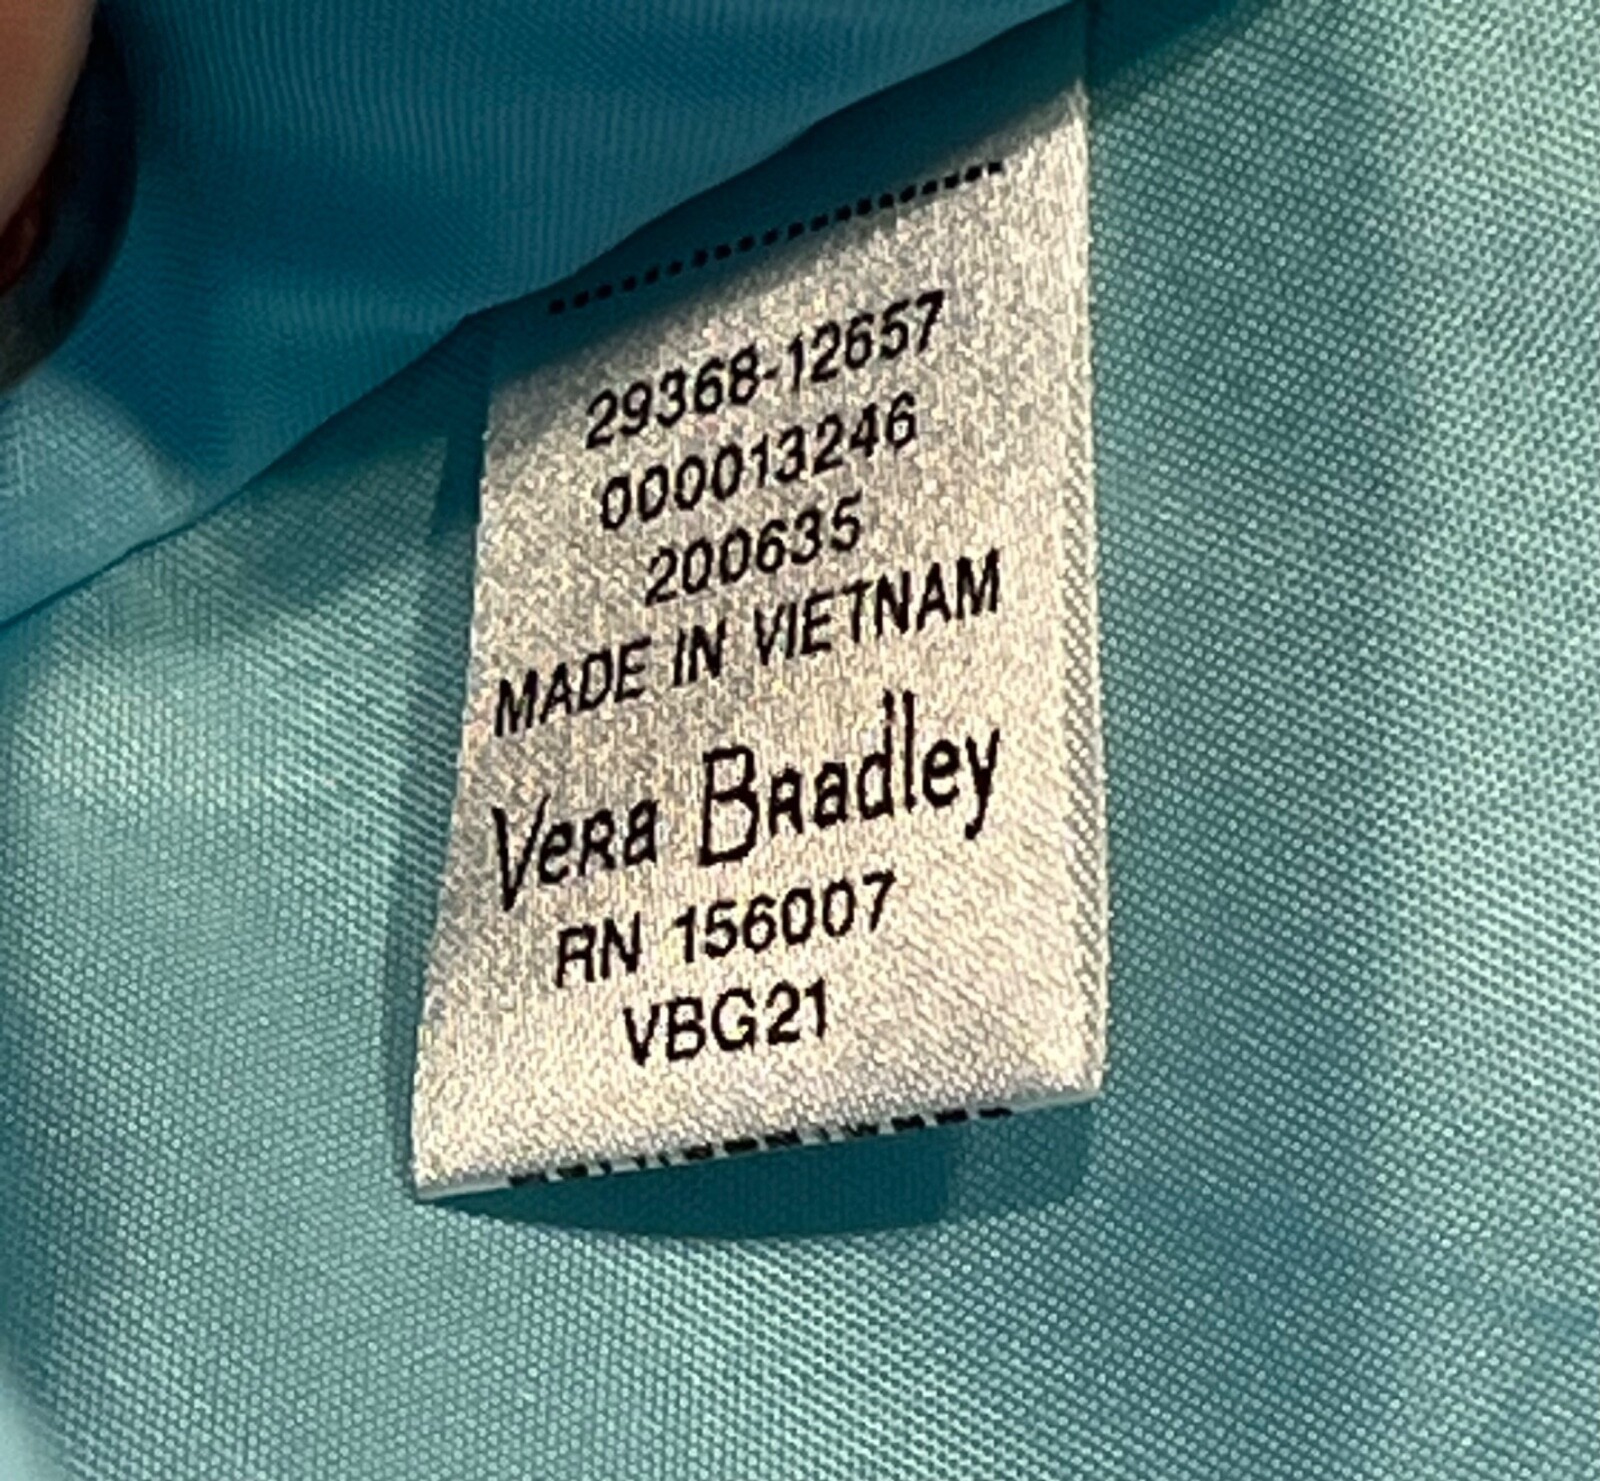 29368-12657
000013246
200635
MADE IN VIETNAM
Vera Bradley
RN 156007
VBG21